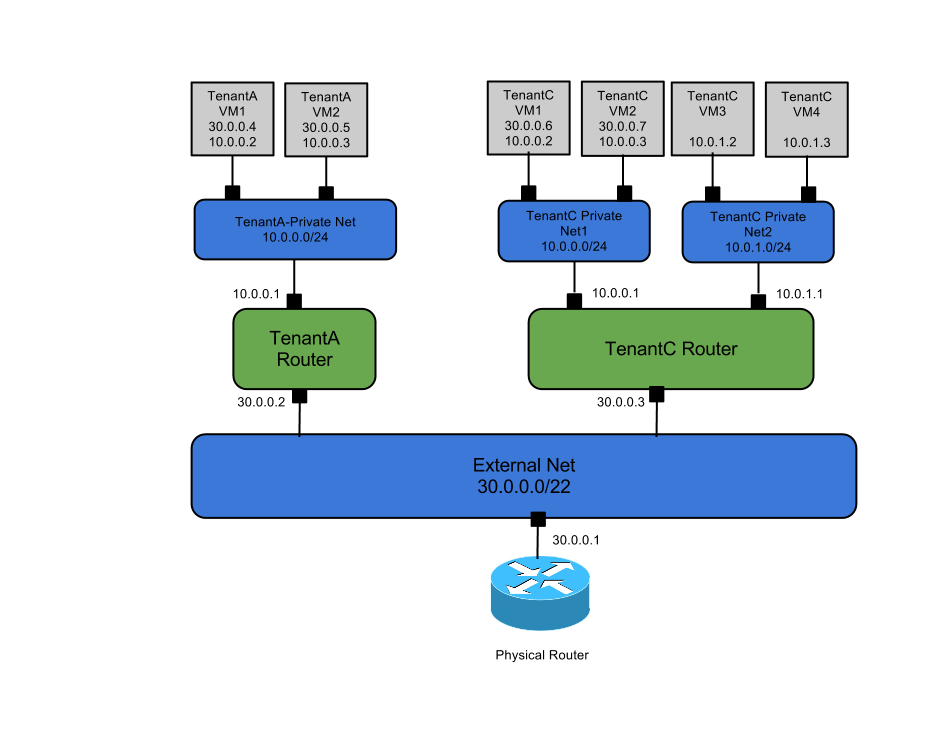 TenantA
VM1
30.0.0.4
10.0.0.2
TenantA
VM2
30.0.0.5
10.0.0.3
TenantC
VM1
30.0.0.6
10.0.0.2
TenantC
VM2
30.0.0.7
10.0.0.3
TenantC
VM3
10.0.1.2
TenantC
VM4
10.0.1.3
TenantA-Private Net
10.0.0.0/24
TenantC Private
Net1
10.0.0.0/24
TenantC Private
Net2
10.0.1.0/24
10.0.0.1
10.0.0.1
10.0.1.1
TenantA
Router
TenantC Router
30.0.0.2
30.0.0.3
External Net
30.0.0.0/22
30.0.0.1
Physical Router